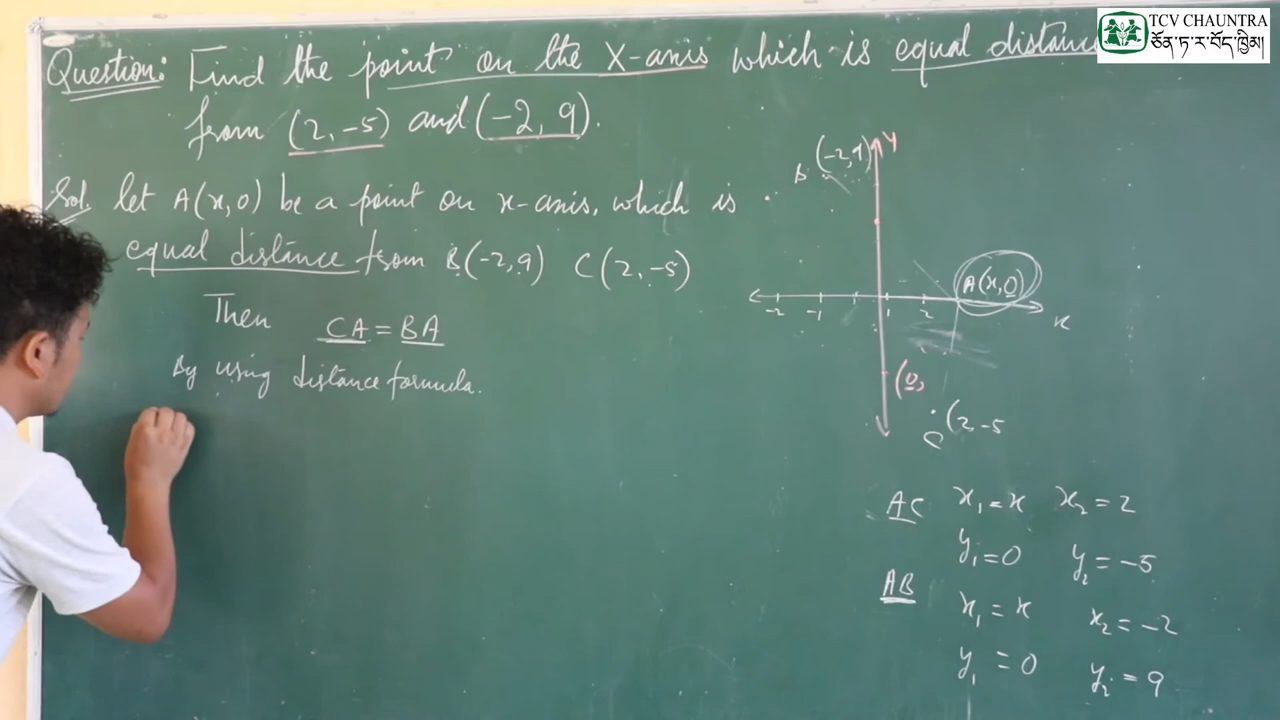 TCV CHAUNTRA
ཅོན་ཏ་ར་བོད་ཁྱིམ།
Question: Find the point on the X-axis which is equal distance
from (2, -5) and (-2, 9).
Sol. let A(x, 0) be a point on x-axis, which is
equal distance from B(-2, 9) C(2, -5)
Then CA = BA
By using distance formula.
B (-2, 9) y
A(x, 0)
-2 -1 1 2 x
(0,
C (2, -5
AC x₁ = x x₂ = 2
y₁ = 0 y₂ = -5
AB
x₁ = x x₂ = -2
y₁ = 0 y₂ = 9